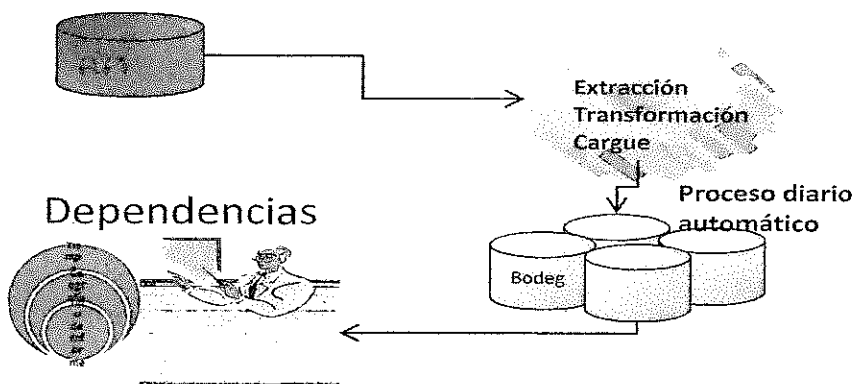 Extracción
Transformación
Cargue
Proceso diario
automático
Dependencias
Bodeg